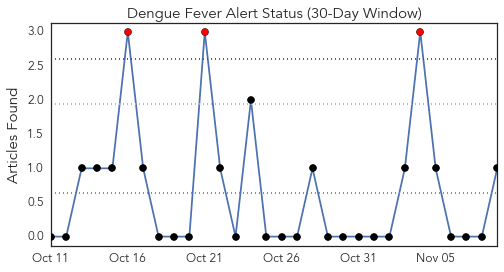 Dengue Fever Alert Status (30-Day Window)
Articles Found
3.0
2.5
2.0
1.5
1.0
0.5
0.0
Oct 11 Oct 16 Oct 21 Oct 26 Oct 31 Nov 05